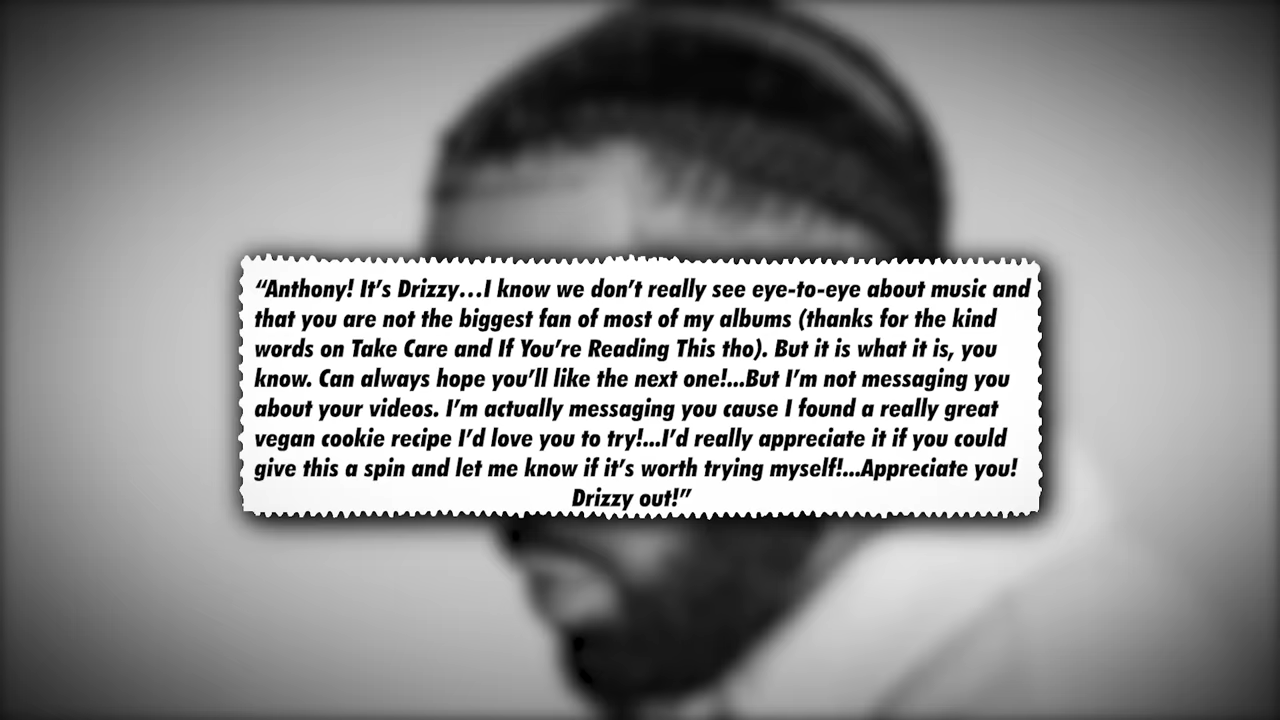 “Anthony! It’s Drizzy…I know we don’t really see eye-to-eye about music and
that you are not the biggest fan of most of my albums (thanks for the kind
words on Take Care and If You’re Reading This tho). But it is what it is, you
know. Can always hope you’ll like the next one!...But I’m not messaging you
about your videos. I’m actually messaging you cause I found a really great
vegan cookie recipe I’d love you to try!...I’d really appreciate it if you could
give this a spin and let me know if it’s worth trying myself!...Appreciate you!
Drizzy out!”